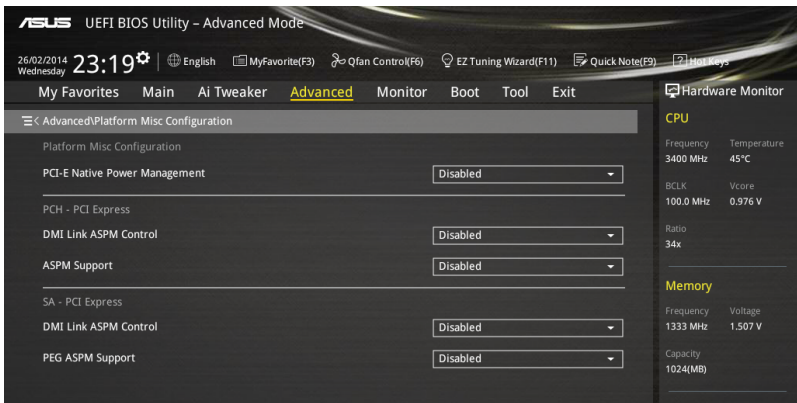 ASUS UEFI BIOS Utility – Advanced Mode
26/02/2014 Wednesday 23:19 English MyFavorite(F3) Qfan Control(F6) EZ Tuning Wizard(F11) Quick Note(F9) Hot Keys
My Favorites Main Ai Tweaker Advanced Monitor Boot Tool Exit
Advanced\Platform Misc Configuration
Platform Misc Configuration
PCI-E Native Power Management Disabled
PCH - PCI Express
DMI Link ASPM Control Disabled
ASPM Support Disabled
SA - PCI Express
DMI Link ASPM Control Disabled
PEG ASPM Support Disabled
Hardware Monitor
CPU
Frequency Temperature
3400 MHz 45°C
BCLK Vcore
100.0 MHz 0.976 V
Ratio
34x
Memory
Frequency Voltage
1333 MHz 1.507 V
Capacity
1024(MB)